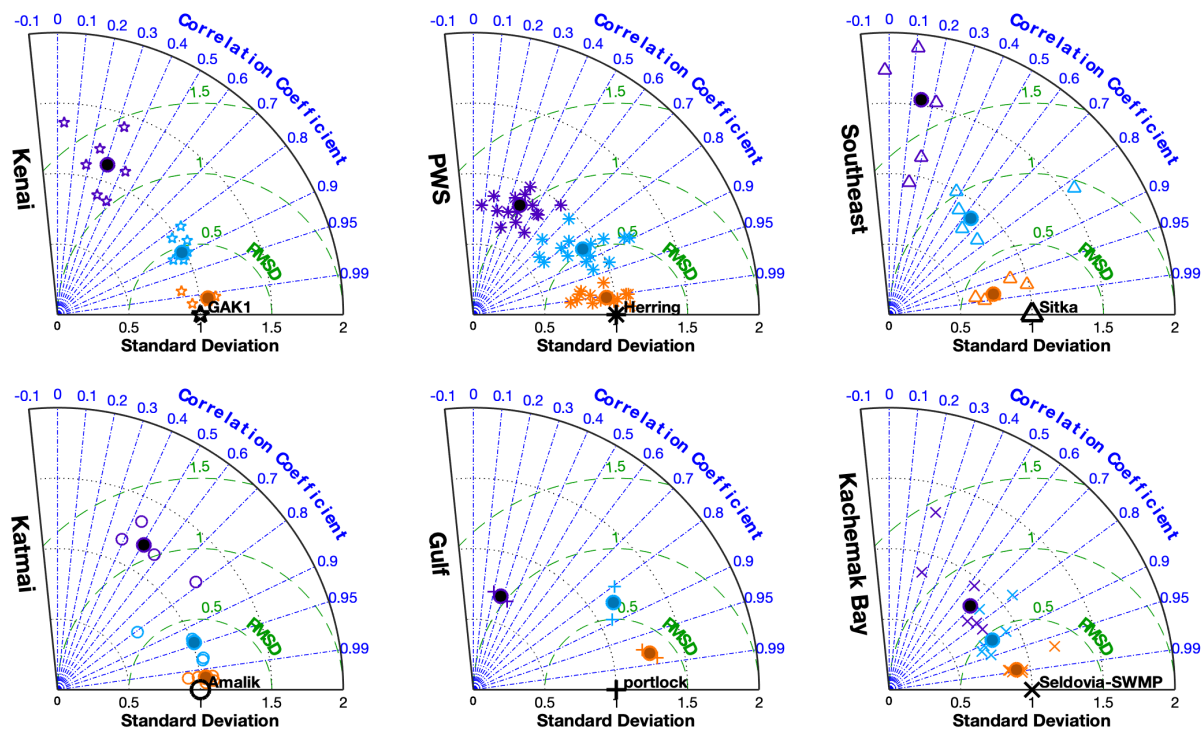 -0.1 0 0.1 0.2 0.3 0.4 0.5 0.6 0.7 0.8 0.9 0.95 0.99
Correlation Coefficient
Kenai
1.5
1
0.5
RMSD
GAK1
0 0.5 1 1.5 2
Standard Deviation
-0.1 0 0.1 0.2 0.3 0.4 0.5 0.6 0.7 0.8 0.9 0.95 0.99
Correlation Coefficient
PWS
1.5
1
0.5
RMSD
Herring
0 0.5 1 1.5 2
Standard Deviation
-0.1 0 0.1 0.2 0.3 0.4 0.5 0.6 0.7 0.8 0.9 0.95 0.99
Correlation Coefficient
Southeast
1.5
1
0.5
RMSD
Sitka
0 0.5 1 1.5 2
Standard Deviation
-0.1 0 0.1 0.2 0.3 0.4 0.5 0.6 0.7 0.8 0.9 0.95 0.99
Correlation Coefficient
Katmai
1.5
1
0.5
RMSD
Amalik
0 0.5 1 1.5 2
Standard Deviation
-0.1 0 0.1 0.2 0.3 0.4 0.5 0.6 0.7 0.8 0.9 0.95 0.99
Correlation Coefficient
Gulf
1.5
1
0.5
RMSD
portlock
0 0.5 1 1.5 2
Standard Deviation
-0.1 0 0.1 0.2 0.3 0.4 0.5 0.6 0.7 0.8 0.9 0.95 0.99
Correlation Coefficient
Kachemak Bay
1.5
1
0.5
RMSD
Seldovia-SWMP
0 0.5 1 1.5 2
Standard Deviation